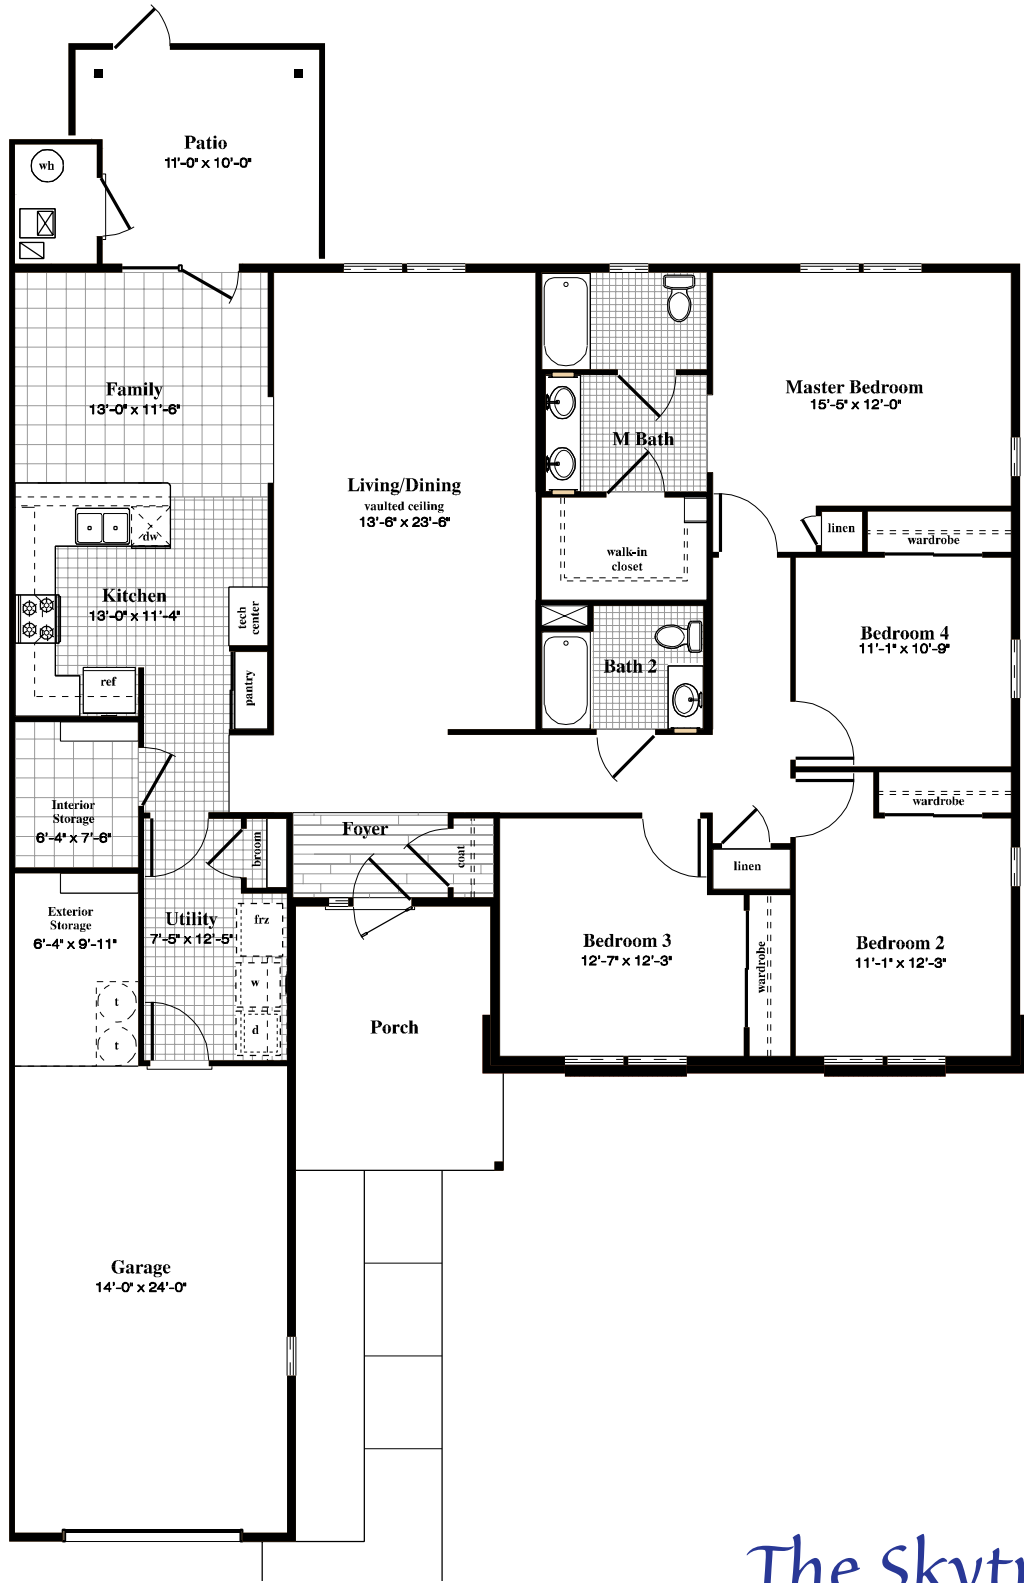 Patio
11'-0" x 10'-0"
wh
Family
13'-0" x 11'-6"
Master Bedroom
15'-5" x 12'-0"
M Bath
Living/Dining
vaulted ceiling
13'-6" x 23'-6"
dw
linen
wardrobe
walk-in
closet
Kitchen
13'-0" x 11'-4"
tech
center
Bedroom 4
11'-1" x 10'-9"
Bath 2
ref
pantry
Interior
Storage
6'-4" x 7'-6"
wardrobe
Foyer
broom
coat
linen
Exterior
Storage
6'-4" x 9'-11"
Utility
7'-5" x 12'-5"
frz
Bedroom 3
12'-7" x 12'-3"
wardrobe
Bedroom 2
11'-1" x 12'-3"
w
t
d
t
Porch
Garage
14'-0" x 24'-0"
The